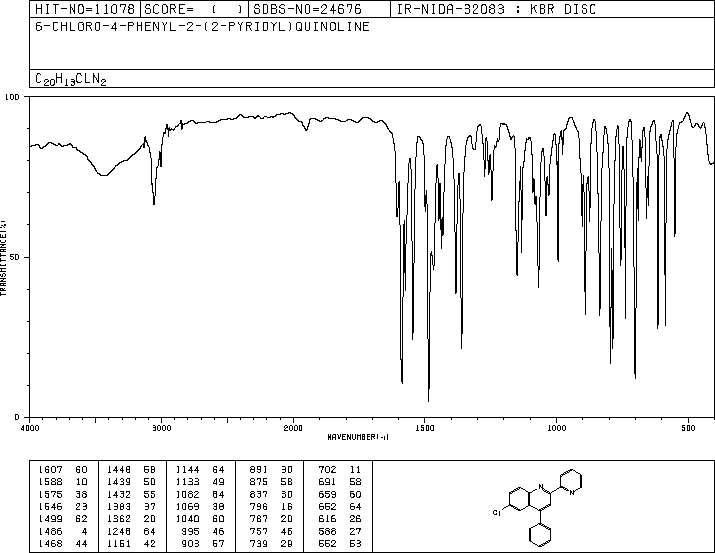 HIT-NO=11078 SCORE= ( ) SDBS-NO=24676 IR-NIDA-32083 : KBR DISC
6-CHLORO-4-PHENYL-2-(2-PYRIDYL)QUINOLINE
C20H13CLN2
100
50
0
TRANSMITTANCE(%)
4000 3000 2000 1500 1000 500
WAVENUMBER(-1)
1607 60 1448 58 1144 64 891 30 702 11
1588 10 1439 50 1133 49 875 58 691 58
1575 38 1432 55 1082 64 837 30 659 60
1546 23 1383 37 1069 38 796 16 652 64
1499 62 1362 20 1040 60 787 20 616 26
1486 4 1248 64 995 46 757 46 588 27
1468 44 1151 42 903 57 739 29 552 53
N
N
Cl